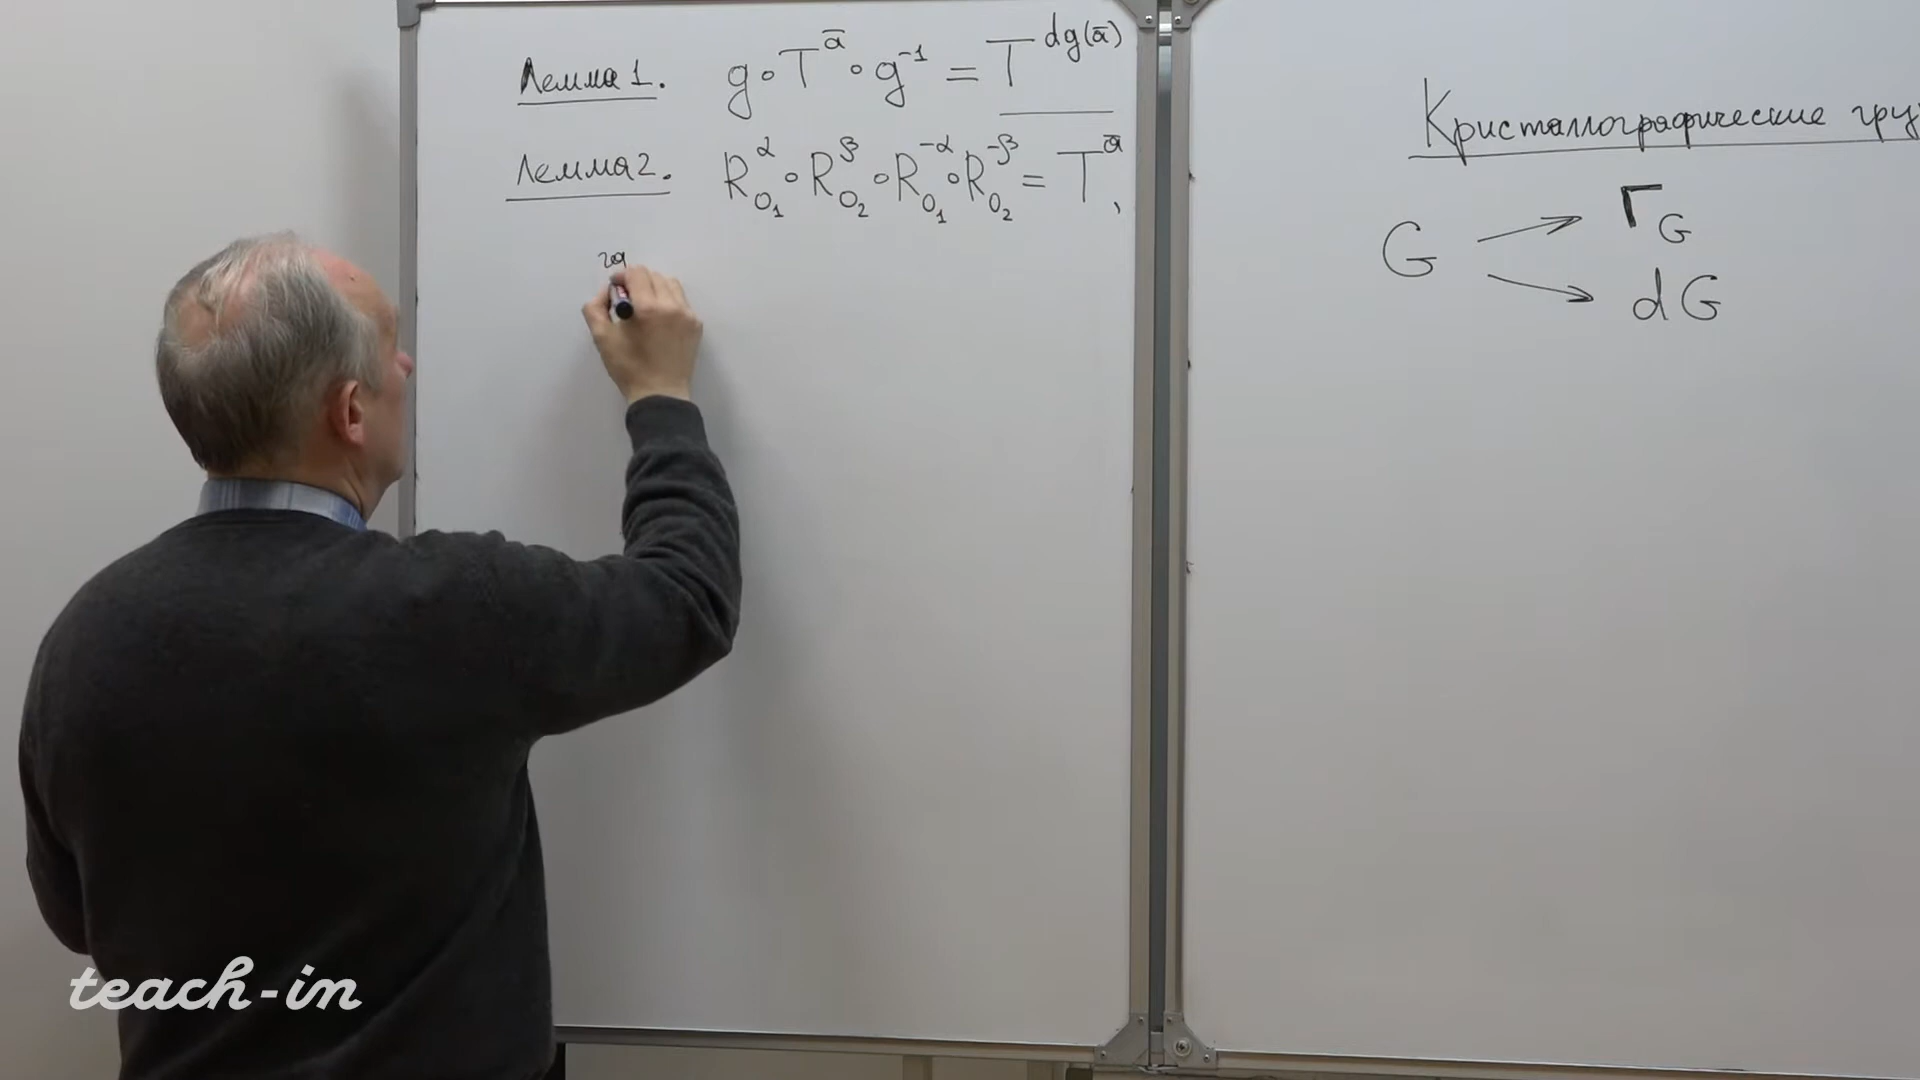 Лемма 1. g∘T^ā∘g⁻¹ = T^dg(ā)
Лемма 2. R_O₁^α∘R_O₂^β∘R_O₁^-α∘R_O₂^-β = T^ā,
Кристаллографические гру
G → Γ_G
→ dG
teach-in